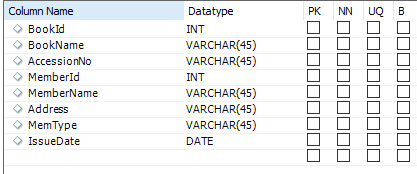 Column Name Datatype PK NN UQ B
BookId INT
BookName VARCHAR(45)
AccessionNo VARCHAR(45)
MemberId INT
MemberName VARCHAR(45)
Address VARCHAR(45)
MemType VARCHAR(45)
IssueDate DATE